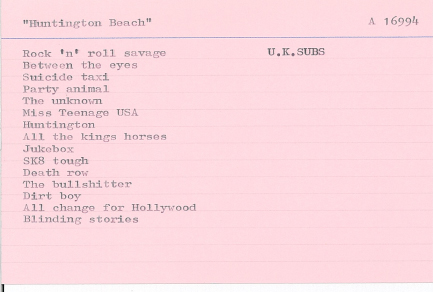 "Huntington Beach" A 16994
Rock 'n' roll savage U.K.SUBS
Between the eyes
Suicide taxi
Party animal
The unknown
Miss Teenage USA
Huntington
All the kings horses
Jukebox
SK8 tough
Death row
The bullshitter
Dirt boy
All change for Hollywood
Blinding stories